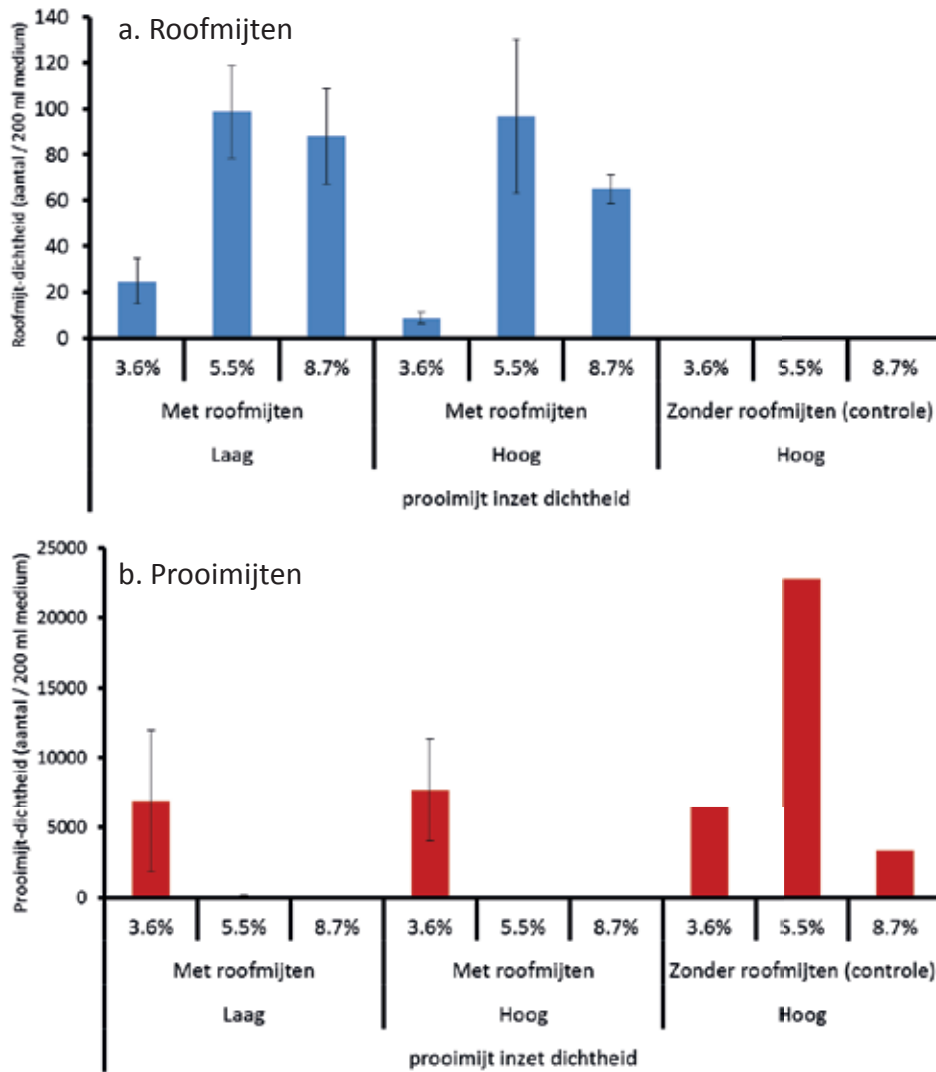 a. Roofmijten
Roofmijt-dichtheid (aantal / 200 ml medium)
140
120
100
80
60
40
20
0
3.6% 5.5% 8.7% 3.6% 5.5% 8.7% 3.6% 5.5% 8.7%
Met roofmijten Met roofmijten Zonder roofmijten (controle)
Laag Hoog Hoog
prooimijt inzet dichtheid
b. Prooimijten
Prooimijt-dichtheid (aantal / 200 ml medium)
25000
20000
15000
10000
5000
0
3.6% 5.5% 8.7% 3.6% 5.5% 8.7% 3.6% 5.5% 8.7%
Met roofmijten Met roofmijten Zonder roofmijten (controle)
Laag Hoog Hoog
prooimijt inzet dichtheid